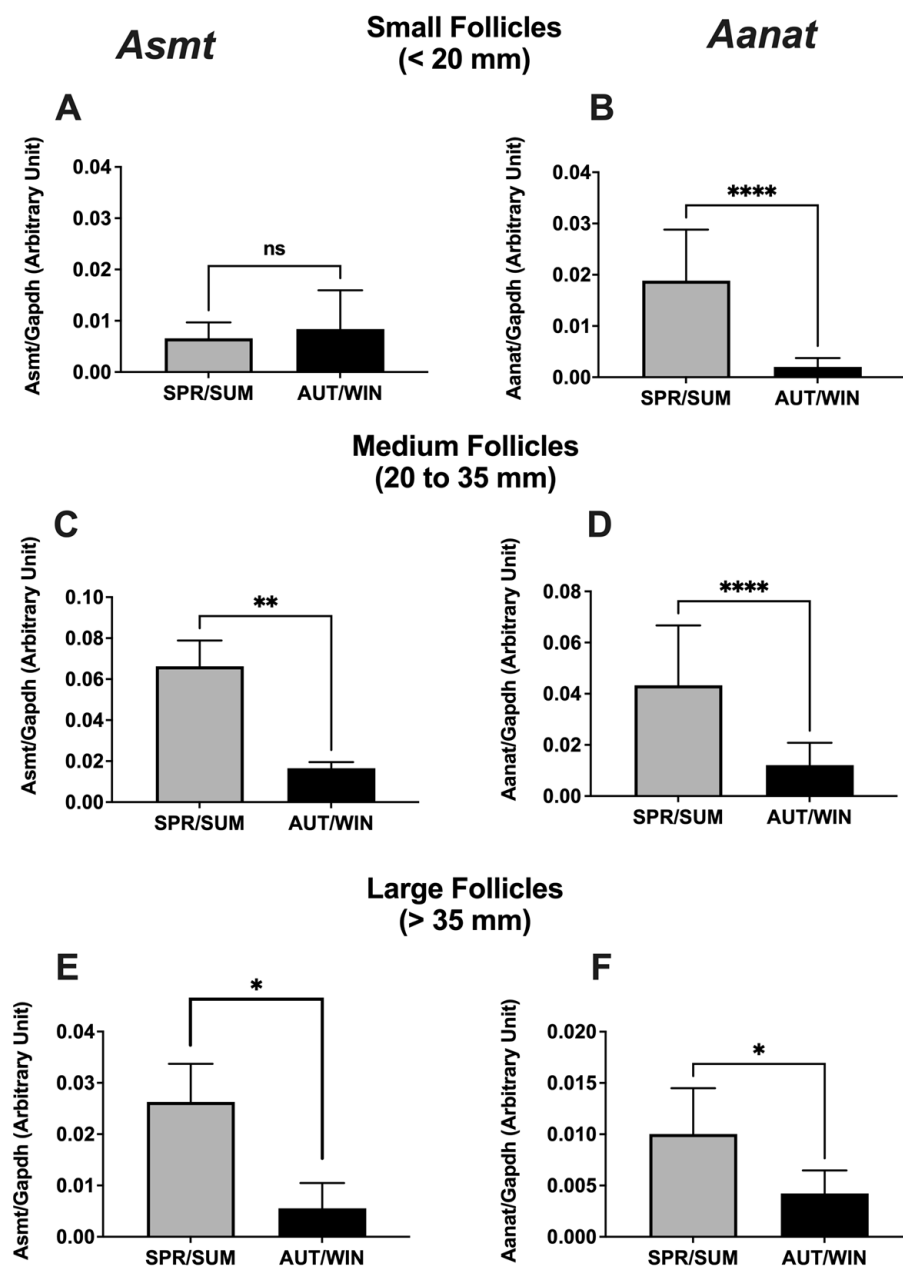 Asmt
Small Follicles
(< 20 mm)
Aanat
A
Asmt/Gapdh (Arbitrary Unit)
0.04
0.03
0.02
0.01
0.00
ns
SPR/SUM
AUT/WIN
B
Aanat/Gapdh (Arbitrary Unit)
0.04
0.03
0.02
0.01
0.00
****
SPR/SUM
AUT/WIN
Medium Follicles
(20 to 35 mm)
C
Asmt/Gapdh (Arbitrary Unit)
0.10
0.08
0.06
0.04
0.02
0.00
**
SPR/SUM
AUT/WIN
D
Aanat/Gapdh (Arbitrary Unit)
0.08
0.06
0.04
0.02
0.00
****
SPR/SUM
AUT/WIN
Large Follicles
(> 35 mm)
E
Asmt/Gapdh (Arbitrary Unit)
0.04
0.03
0.02
0.01
0.00
*
SPR/SUM
AUT/WIN
F
Aanat/Gapdh (Arbitrary Unit)
0.020
0.015
0.010
0.005
0.000
*
SPR/SUM
AUT/WIN